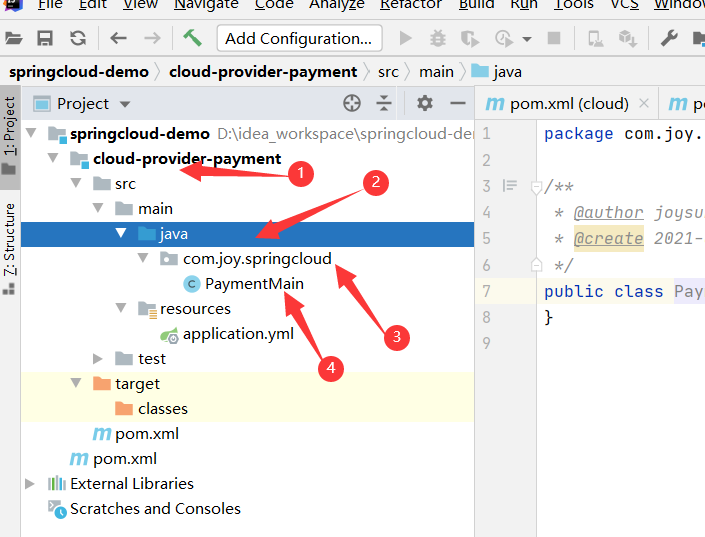 File Edit View Navigate Code Analyze Refactor Build Run Tools VCS Window
Add Configuration...
springcloud-demo cloud-provider-payment src main java
1: Project
Z: Structure
Project
springcloud-demo D:\idea_workspace\springcloud-de
cloud-provider-payment
1
src
2
main
java
com.joy.springcloud
3
PaymentMain
4
resources
application.yml
test
target
classes
pom.xml
pom.xml
External Libraries
Scratches and Consoles
pom.xml (cloud)
1 package com.joy.
2
3 /**
4 * @author joysu
5 * @create 2021-
6 */
7 public class Pay
8 }
9